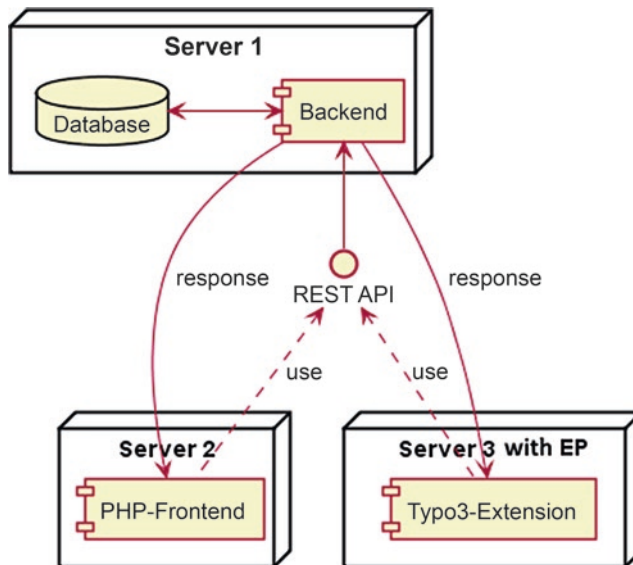 Server 1
Database
Backend
response
response
REST API
use
use
Server 2
Server 3 with EP
PHP-Frontend
Typo3-Extension